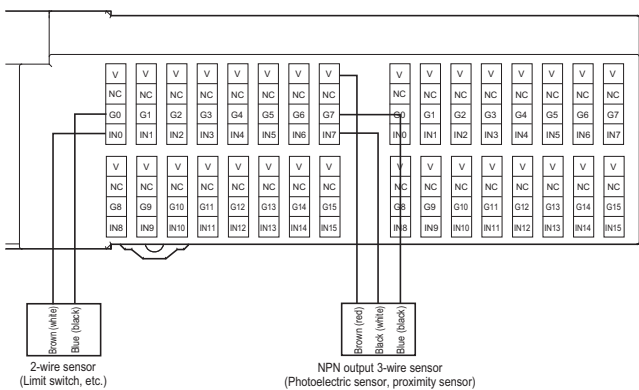 V V V V V V V V V V V V V V V V
NC NC NC NC NC NC NC NC NC NC NC NC NC NC NC NC
G0 G1 G2 G3 G4 G5 G6 G7 G0 G1 G2 G3 G4 G5 G6 G7
IN0 IN1 IN2 IN3 IN4 IN5 IN6 IN7 IN0 IN1 IN2 IN3 IN4 IN5 IN6 IN7
V V V V V V V V V V V V V V V V
NC NC NC NC NC NC NC NC NC NC NC NC NC NC NC NC
G8 G9 G10 G11 G12 G13 G14 G15 G8 G9 G10 G11 G12 G13 G14 G15
IN8 IN9 IN10 IN11 IN12 IN13 IN14 IN15 IN8 IN9 IN10 IN11 IN12 IN13 IN14 IN15
Brown (white)
Blue (black)
2-wire sensor
(Limit switch, etc.)
Brown (red)
Black (white)
Blue (black)
NPN output 3-wire sensor
(Photoelectric sensor, proximity sensor)